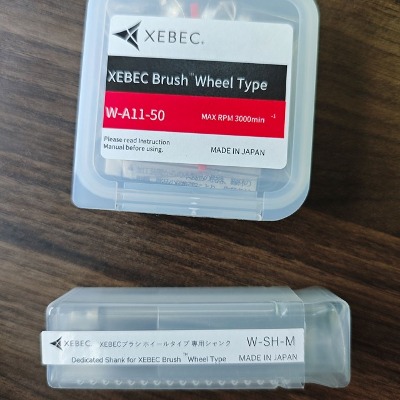 XEBEC®
XEBEC Brush™ Wheel Type
W-A11-50 MAX RPM 3000min⁻¹
Please read Instruction
Manual before using. MADE IN JAPAN
XEBEC® XEBECブラシホイールタイプ専用シャンク W-SH-M
Dedicated Shank for XEBEC Brush™ Wheel Type MADE IN JAPAN